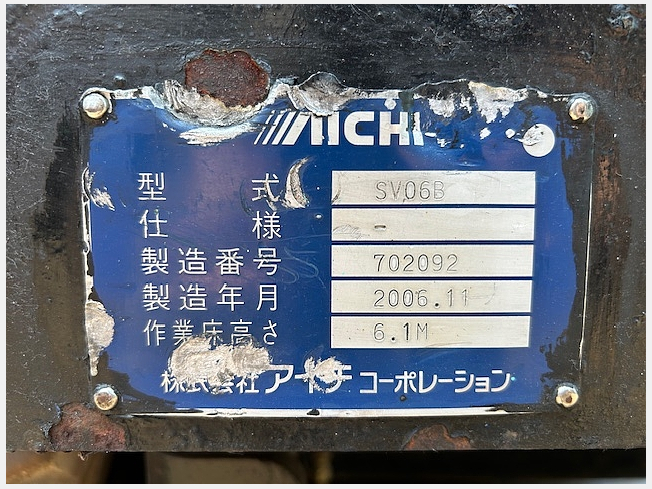 AICHI
型式 SV06B
仕様 -
製造番号 702092
製造年月 2006.11
作業床高さ 6.1M
株式会社アイチコーポレーション